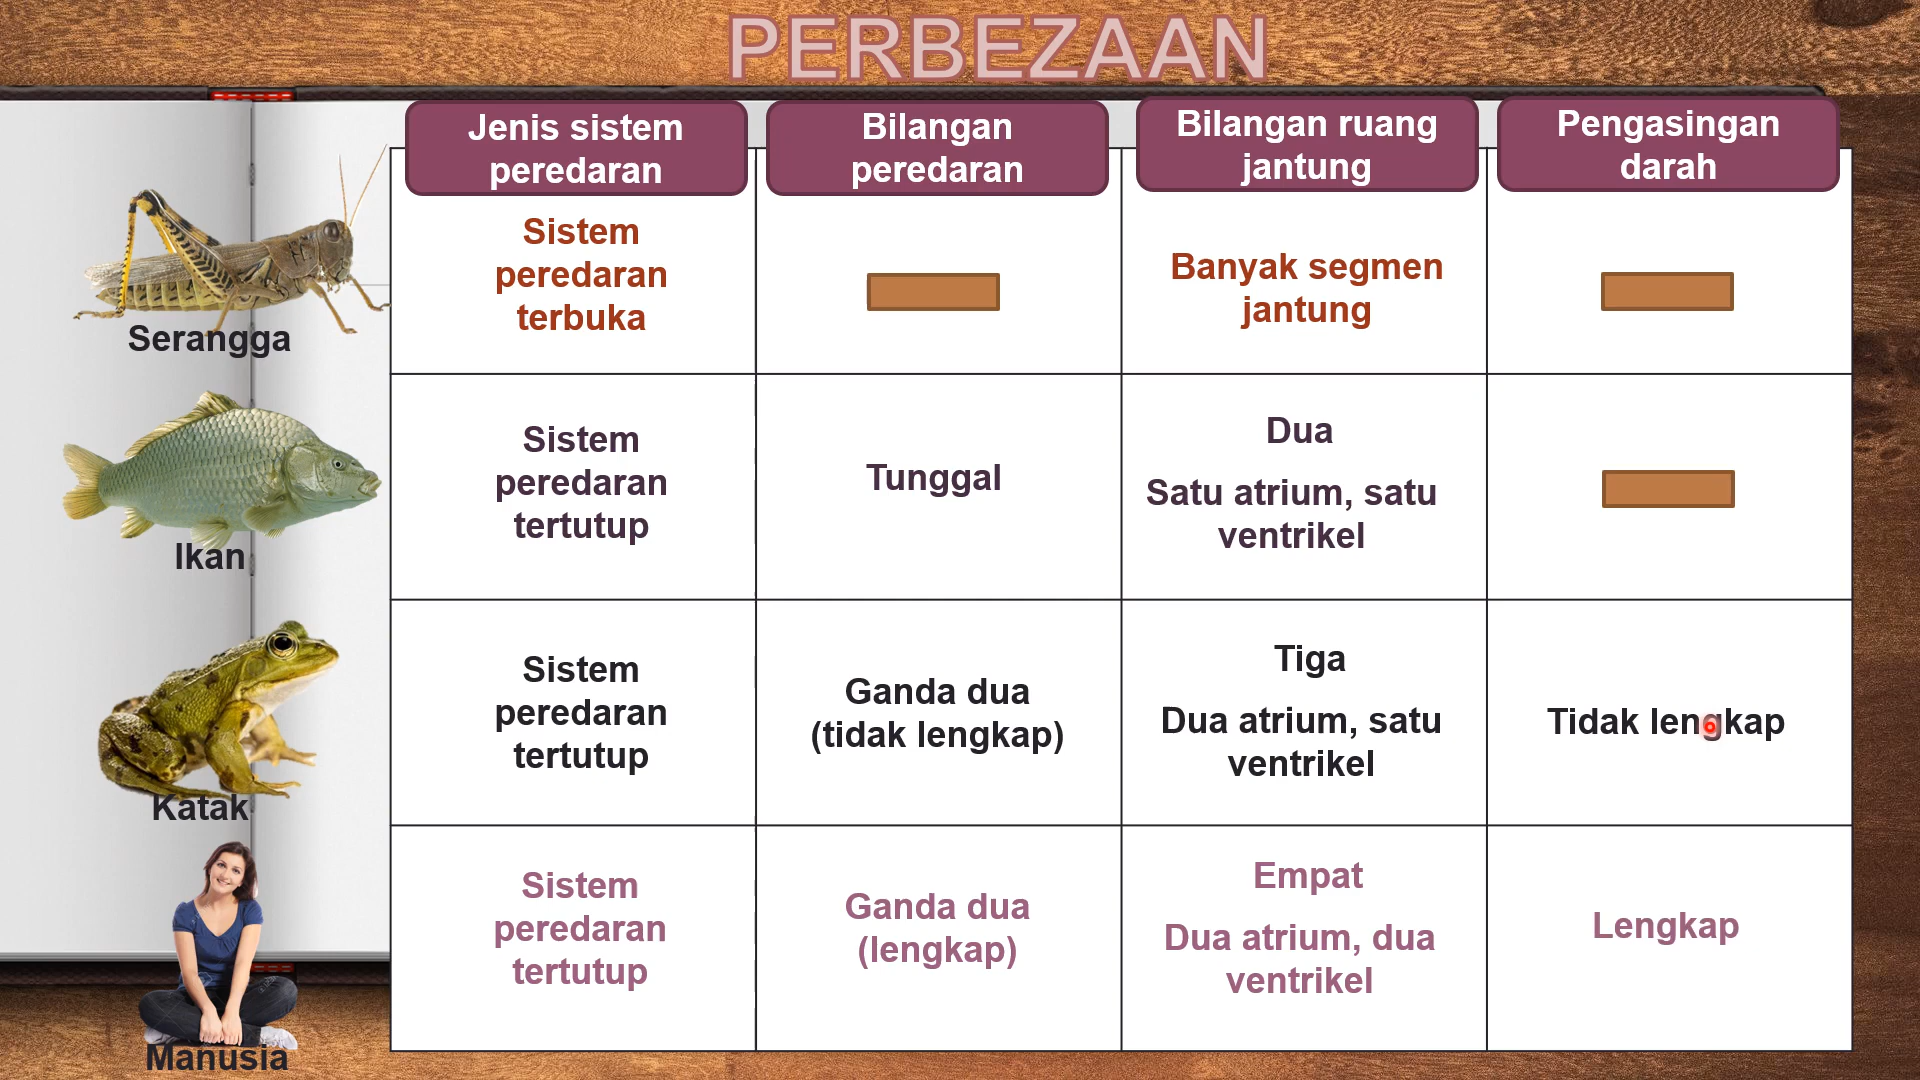 PERBEZAAN
Jenis sistem
peredaran
Bilangan
peredaran
Bilangan ruang
jantung
Pengasingan
darah
Serangga
Sistem
peredaran
terbuka
Banyak segmen
jantung
Ikan
Sistem
peredaran
tertutup
Tunggal
Dua
Satu atrium, satu
ventrikel
Katak
Sistem
peredaran
tertutup
Ganda dua
(tidak lengkap)
Tiga
Dua atrium, satu
ventrikel
Tidak lengkap
Manusia
Sistem
peredaran
tertutup
Ganda dua
(lengkap)
Empat
Dua atrium, dua
ventrikel
Lengkap